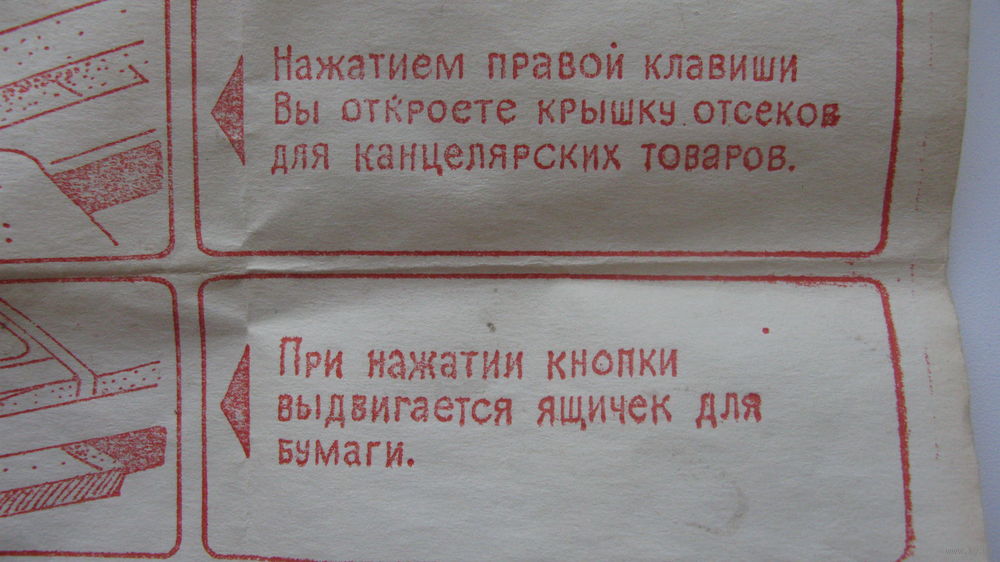 Нажатием правой клавиши
Вы откроете крышку отсеков
для канцелярских товаров.
При нажатии кнопки
выдвигается ящичек для
бумаги.